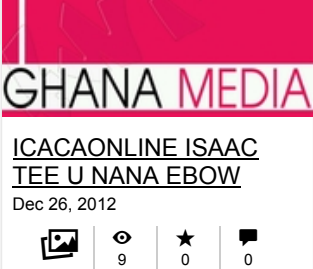 GHANA MEDIA
ICACAONLINE ISAAC
TEE U NANA EBOW
Dec 26, 2012
9 0 0